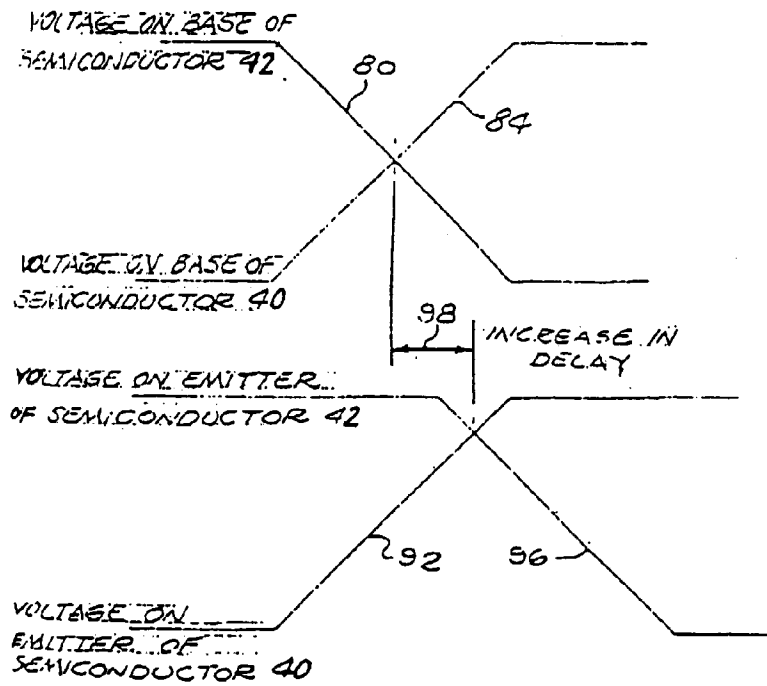 VOLTAGE ON BASE OF
SEMICONDUCTOR 42
80
84
VOLTAGE ON BASE OF
SEMICONDUCTOR 40
98
INCREASE IN
DELAY
VOLTAGE ON EMITTER
OF SEMICONDUCTOR 42
92
96
VOLTAGE ON
EMITTER OF
SEMICONDUCTOR 40